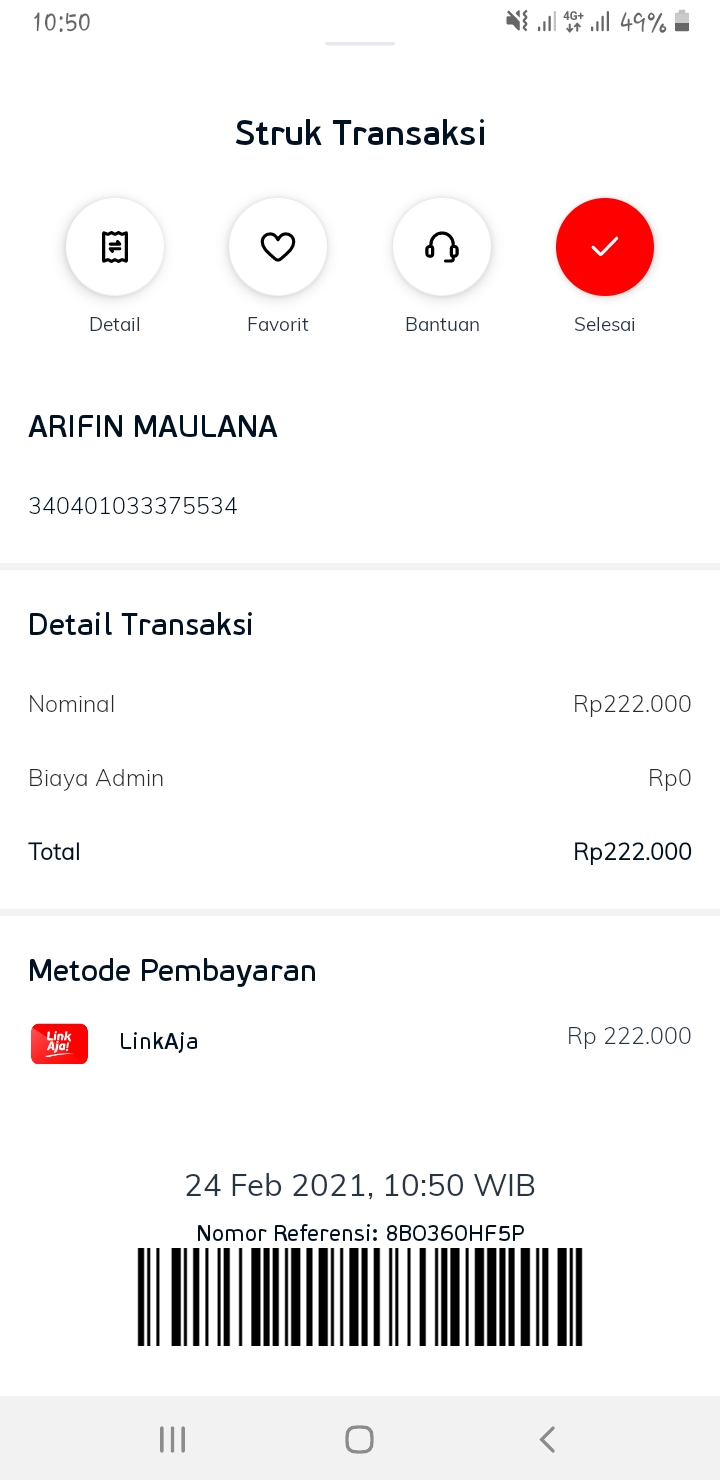 10:50
4G+
49%
Struk Transaksi
Detail
Favorit
Bantuan
Selesai
ARIFIN MAULANA
340401033375534
Detail Transaksi
Nominal Rp222.000
Biaya Admin Rp0
Total Rp222.000
Metode Pembayaran
Link
Aja!
LinkAja Rp 222.000
24 Feb 2021, 10:50 WIB
Nomor Referensi: 8BO360HF5P